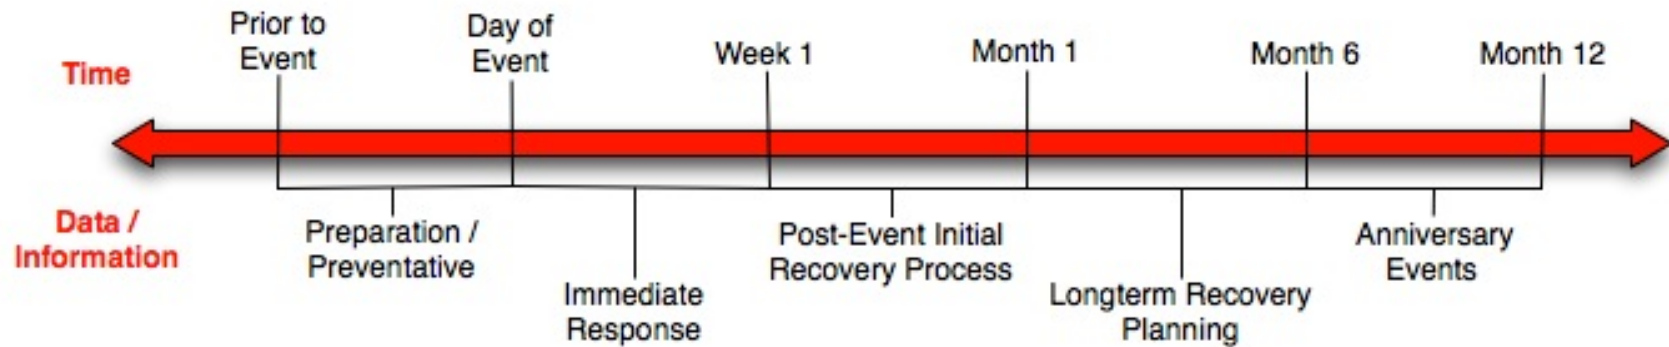 Time
Prior to
Event
Day of
Event
Week 1
Month 1
Month 6
Month 12
Data /
Information
Preparation /
Preventative
Immediate
Response
Post-Event Initial
Recovery Process
Longterm Recovery
Planning
Anniversary
Events